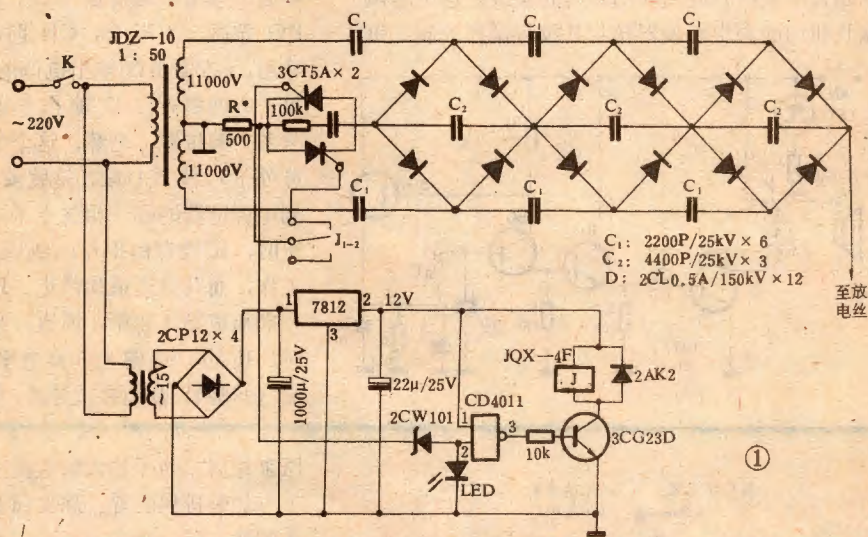 C₁ C₁ C₁
JDZ—10
1：50
K
11000V
3CT5A×2
R*
100k
C₂ C₂ C₂
~220V
500
11000V
C₁ C₁ C₁
J₁₋₂
C₁：2200P/25kV×6
C₂：4400P/25kV×3
D：2CL0.5A/150kV×12
至放
电丝
1 7812 2 12V
3
2CP12×4
JQX—4F
~15V
1000μ/25V
22μ/25V
J
2AK2
CD4011
2CW101
1
2
3
10k
3CG23D
LED
①